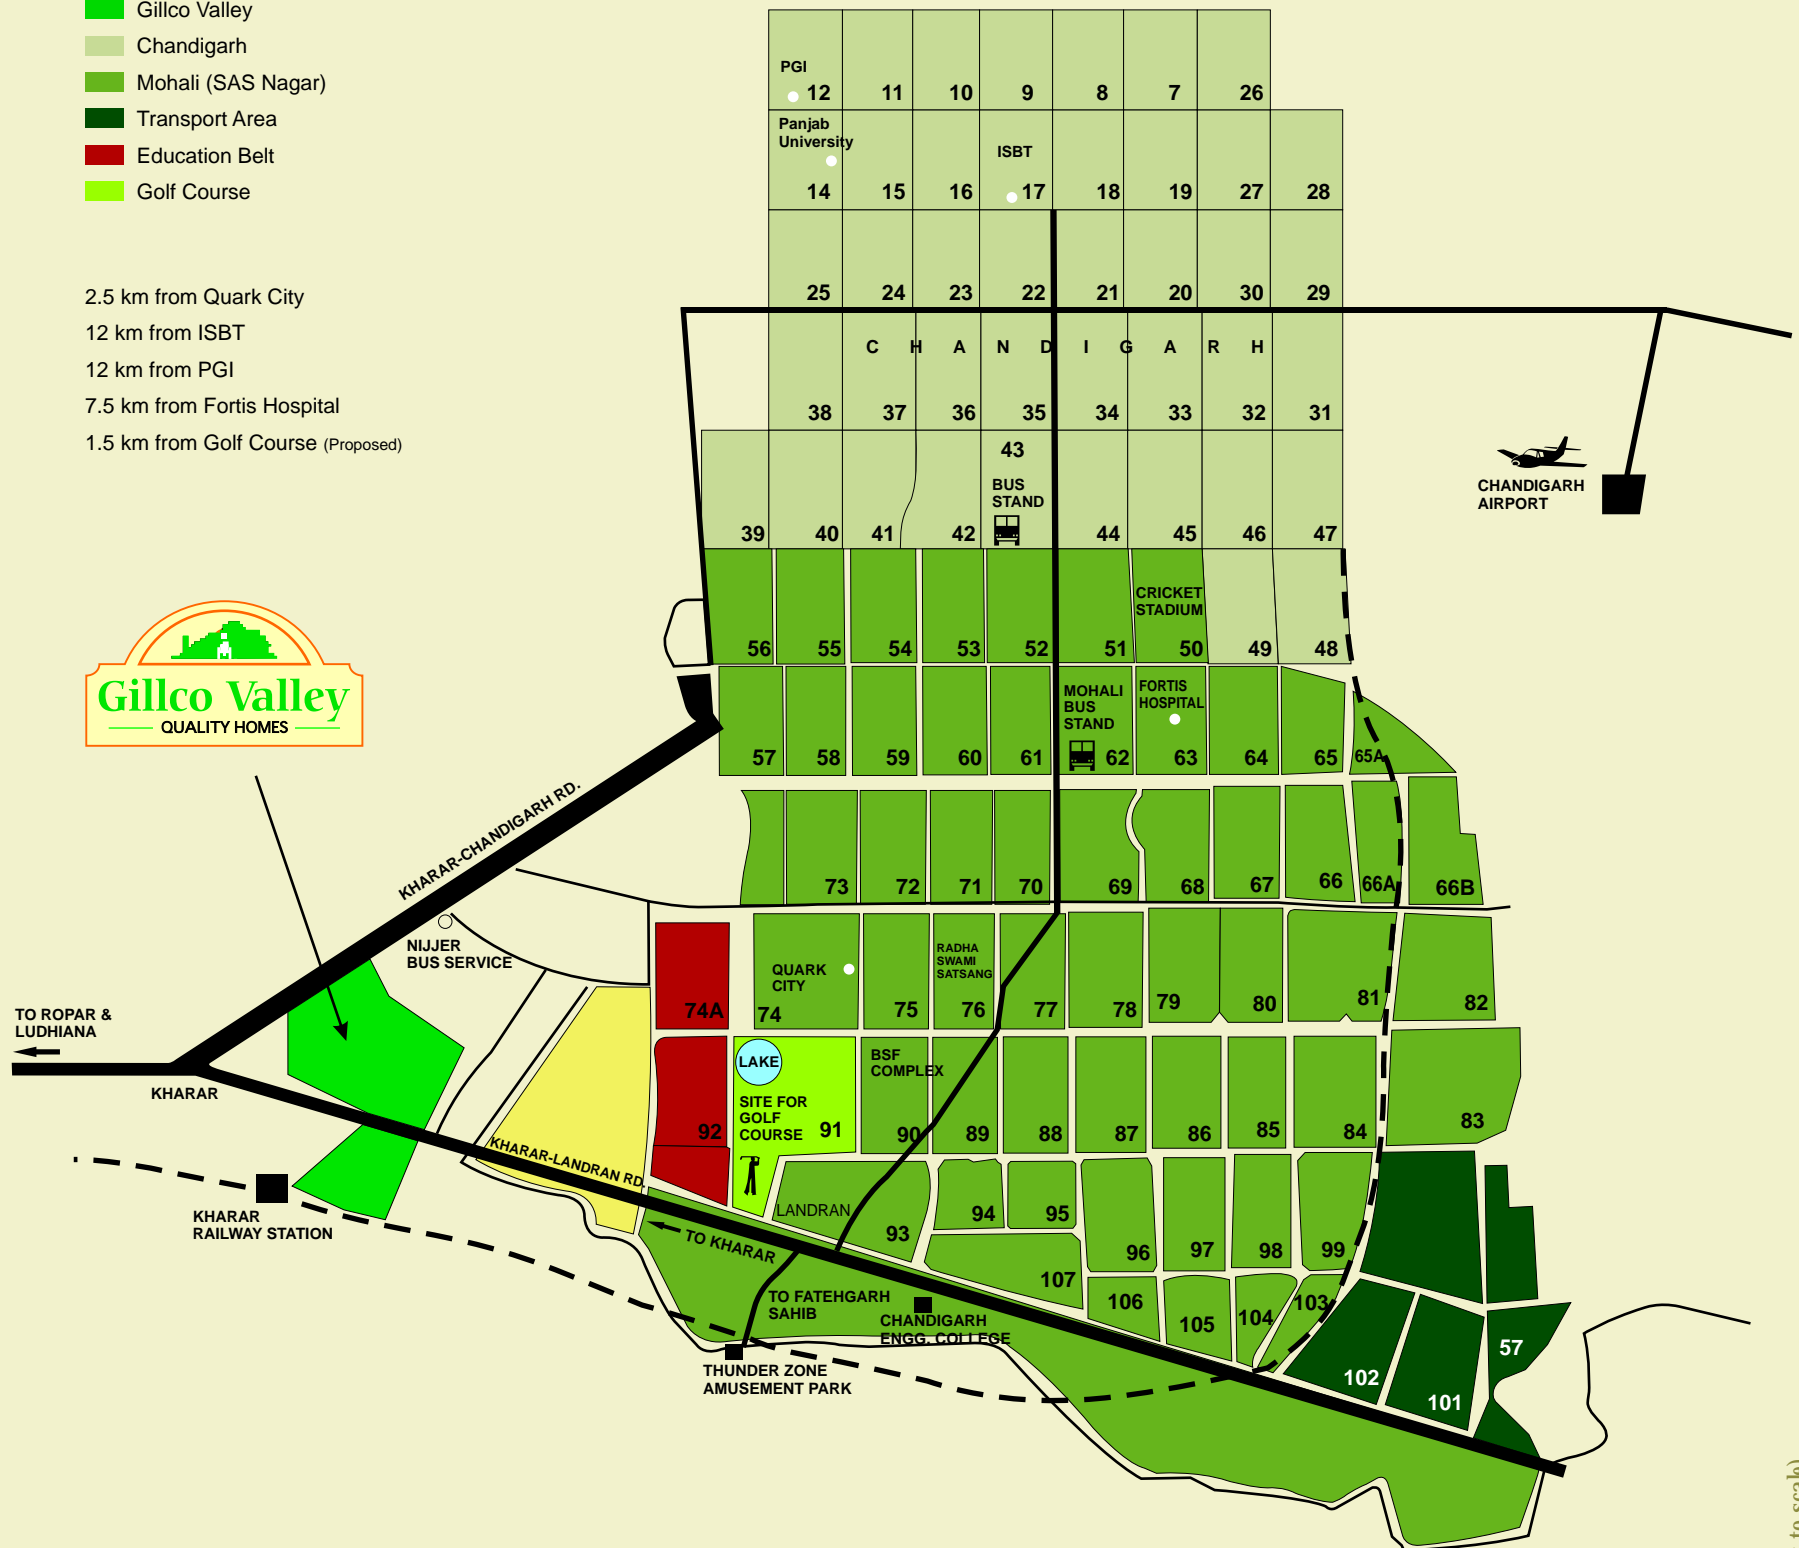 Gillco Valley
Chandigarh
Mohali (SAS Nagar)
Transport Area
Education Belt
Golf Course
2.5 km from Quark City
12 km from ISBT
12 km from PGI
7.5 km from Fortis Hospital
1.5 km from Golf Course (Proposed)
PGI
12 11 10 9 8 7 26
Panjab
University
ISBT
14 15 16 17 18 19 27 28
25 24 23 22 21 20 30 29
C H A N D I G A R H
38 37 36 35 34 33 32 31
43
BUS
STAND
39 40 41 42 44 45 46 47
CHANDIGARH
AIRPORT
CRICKET
STADIUM
56 55 54 53 52 51 50 49 48
Gillco Valley
QUALITY HOMES
MOHALI
BUS
STAND
FORTIS
HOSPITAL
57 58 59 60 61 62 63 64 65 65A
KHARAR-CHANDIGARH RD.
73 72 71 70 69 68 67 66 66A 66B
NIJJER
BUS SERVICE
QUARK
CITY
RADHA
SWAMI
SATSANG
74A 74 75 76 77 78 79 80 81 82
TO ROPAR &
LUDHIANA
KHARAR
LAKE
BSF
COMPLEX
SITE FOR
GOLF
COURSE
92 91 90 89 88 87 86 85 84 83
KHARAR-LANDRAN RD.
KHARAR
RAILWAY STATION
LANDRAN
93 94 95 96 97 98 99
TO KHARAR
107 106 105 104 103
TO FATEHGARH
SAHIB
CHANDIGARH
ENGG. COLLEGE
THUNDER ZONE
AMUSEMENT PARK
102 101 57
to scale)